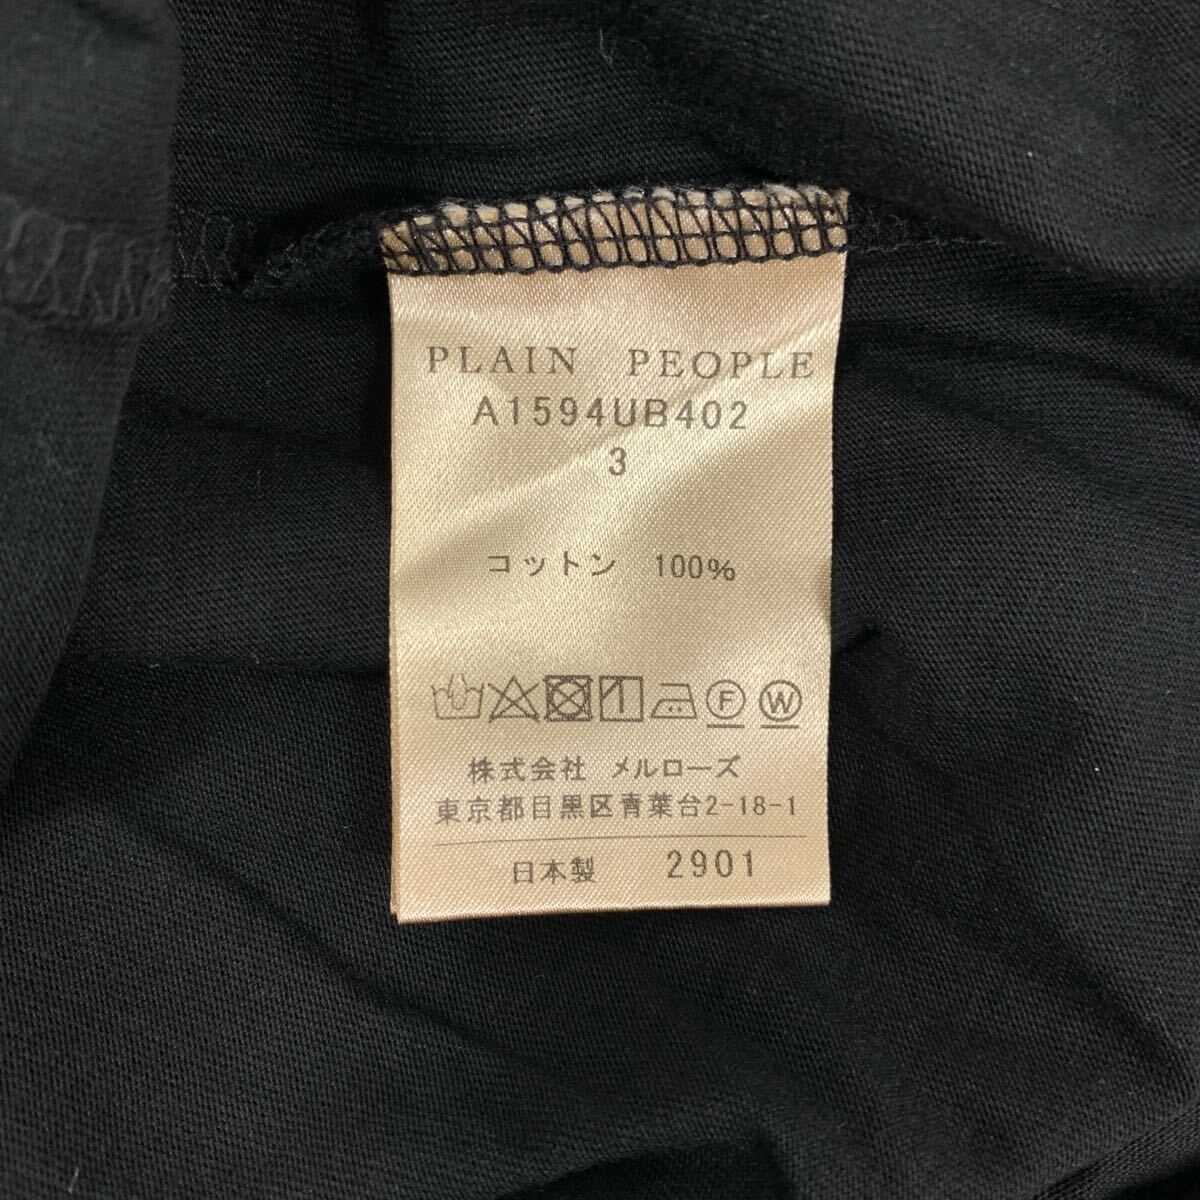 PLAIN PEOPLE
A1594UB402
3
コットン 100%
F W
株式会社 メルローズ
東京都目黒区青葉台2-18-1
日本製 2901